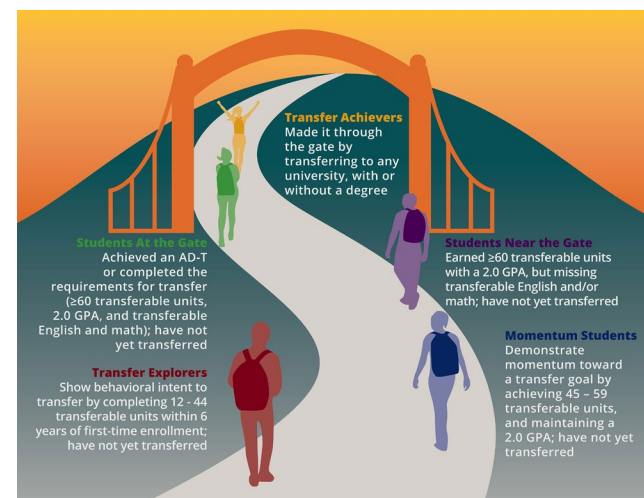 Transfer Achievers
Made it through
the gate by
transferring to any
university, with or
without a degree
Students At the Gate
Achieved an AD-T
or completed the
requirements for transfer
(≥60 transferable units,
2.0 GPA, and transferable
English and math); have not
yet transferred
Students Near the Gate
Earned ≥60 transferable units
with a 2.0 GPA, but missing
transferable English and/or
math; have not yet transferred
Transfer Explorers
Show behavioral intent to
transfer by completing 12 - 44
transferable units within 6
years of first-time enrollment;
have not yet transferred
Momentum Students
Demonstrate
momentum toward
a transfer goal by
achieving 45 – 59
transferable units,
and maintaining a
2.0 GPA; have not yet
transferred